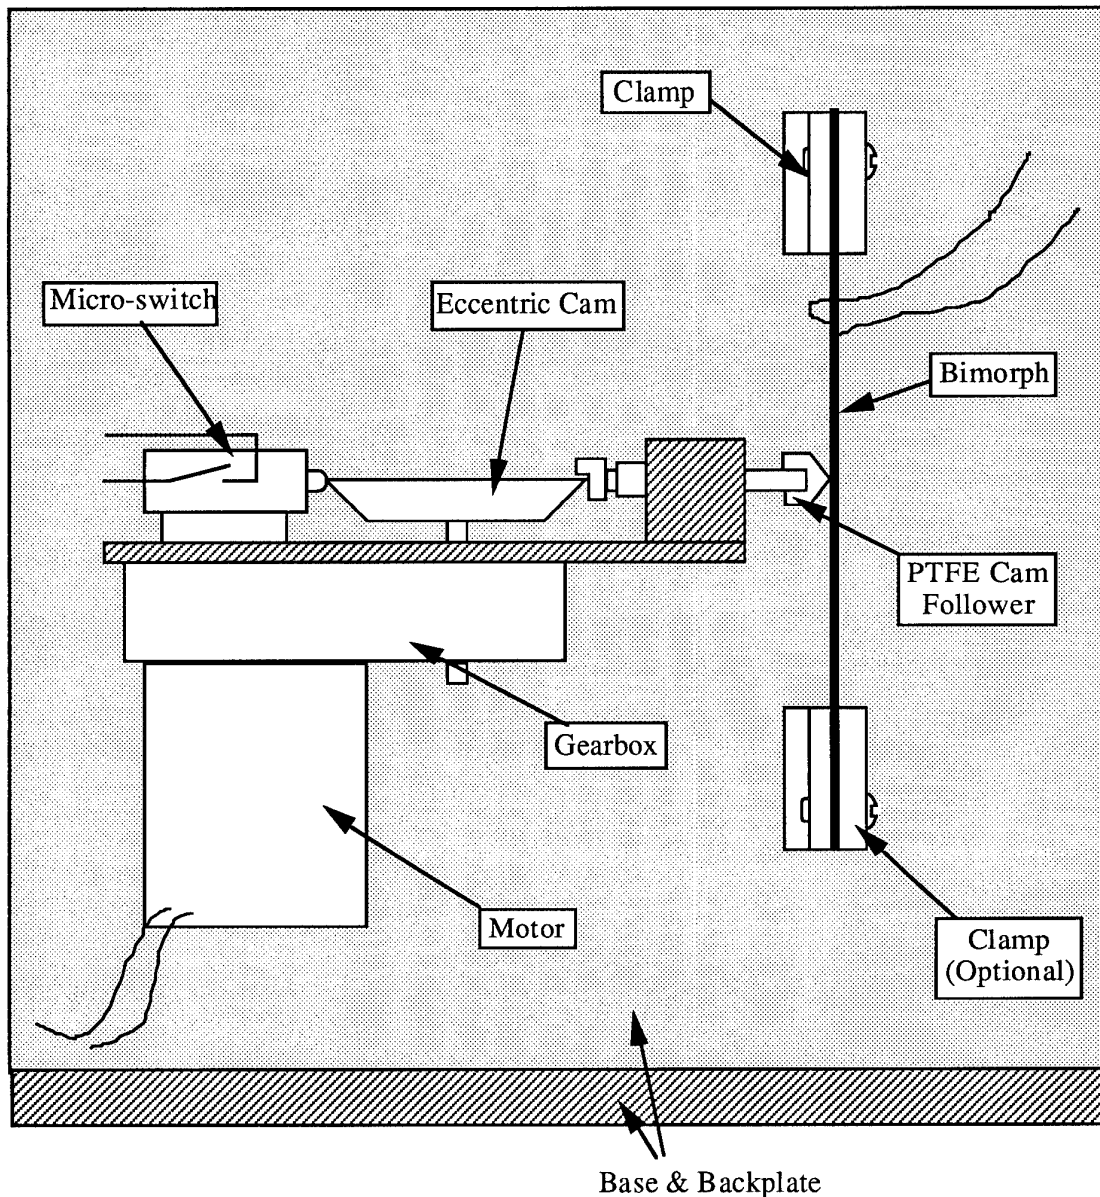 Clamp
Micro-switch
Eccentric Cam
Bimorph
PTFE Cam
Follower
Gearbox
Motor
Clamp
(Optional)
Base & Backplate